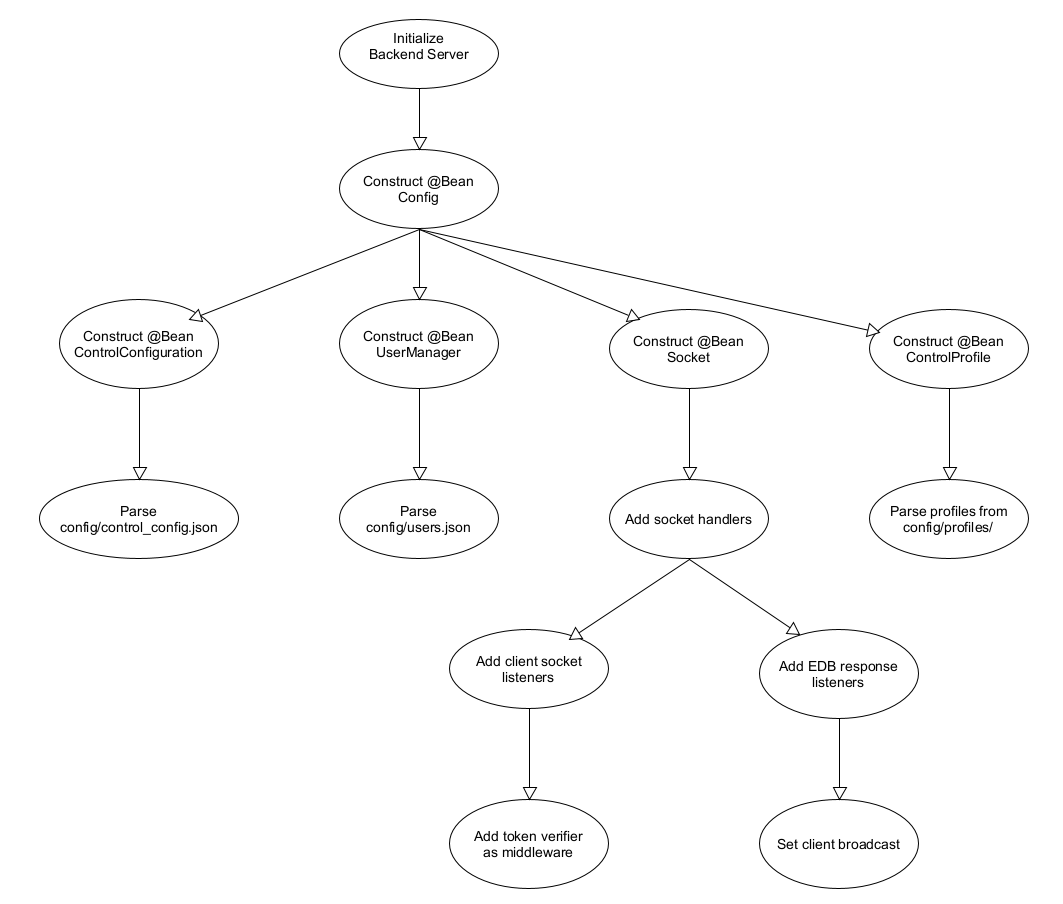 Initialize
Backend Server
Construct @Bean
Config
Construct @Bean
ControlConfiguration
Construct @Bean
UserManager
Construct @Bean
Socket
Construct @Bean
ControlProfile
Parse
config/control_config.json
Parse
config/users.json
Add socket handlers
Parse profiles from
config/profiles/
Add client socket
listeners
Add EDB response
listeners
Add token verifier
as middleware
Set client broadcast